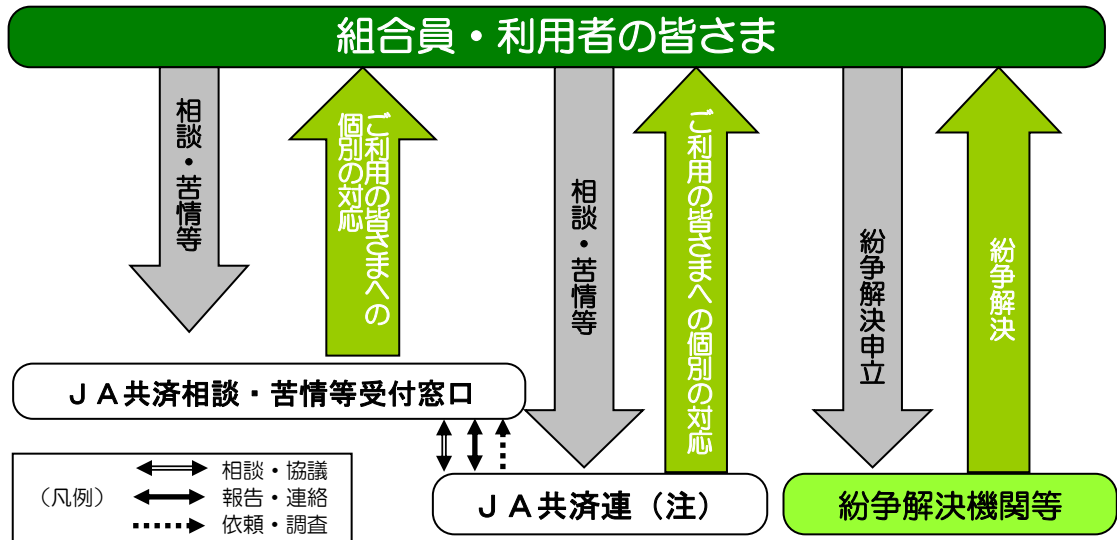 組合員・利用者の皆さま
相談・苦情等
ご利用の皆さまへの
個別の対応
相談・苦情等
ご利用の皆さまへの個別の対応
紛争解決申立
紛争解決
ＪＡ共済相談・苦情等受付窓口
ＪＡ共済連（注）
紛争解決機関等
（凡例）
相談・協議
報告・連絡
依頼・調査